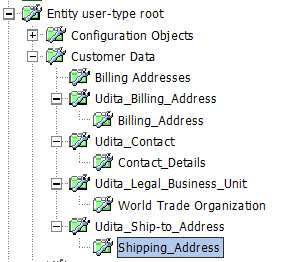 Entity user-type root
Configuration Objects
Customer Data
Billing Addresses
Udita_Billing_Address
Billing_Address
Udita_Contact
Contact_Details
Udita_Legal_Business_Unit
World Trade Organization
Udita_Ship-to_Address
Shipping_Address